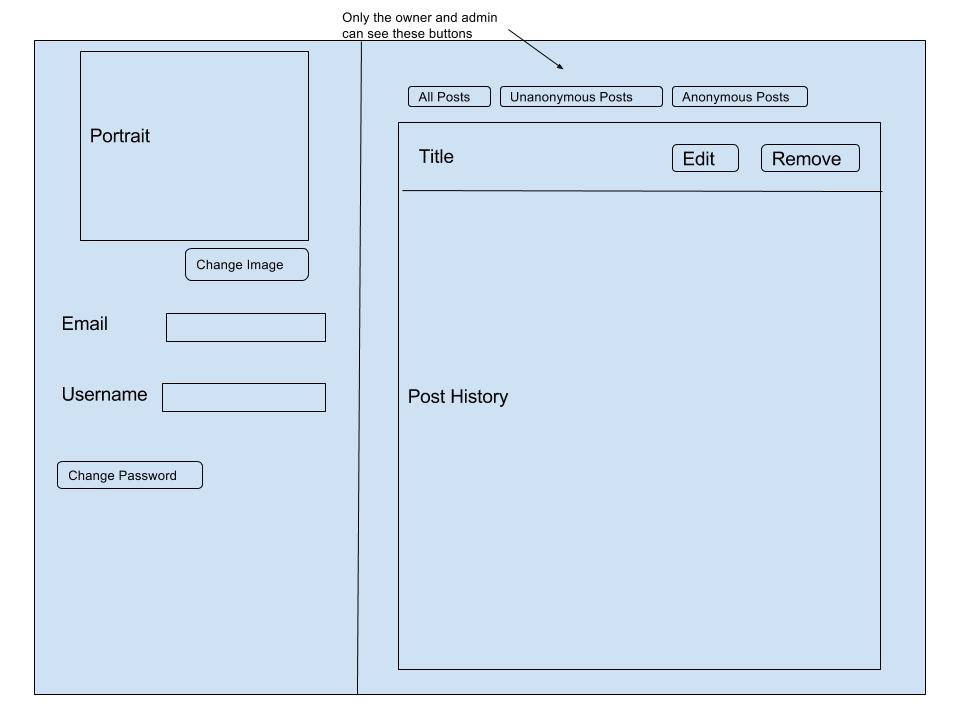 Only the owner and admin
can see these buttons
Portrait
Change Image
Email
Username
Change Password
All Posts
Unanonymous Posts
Anonymous Posts
Title
Edit
Remove
Post History